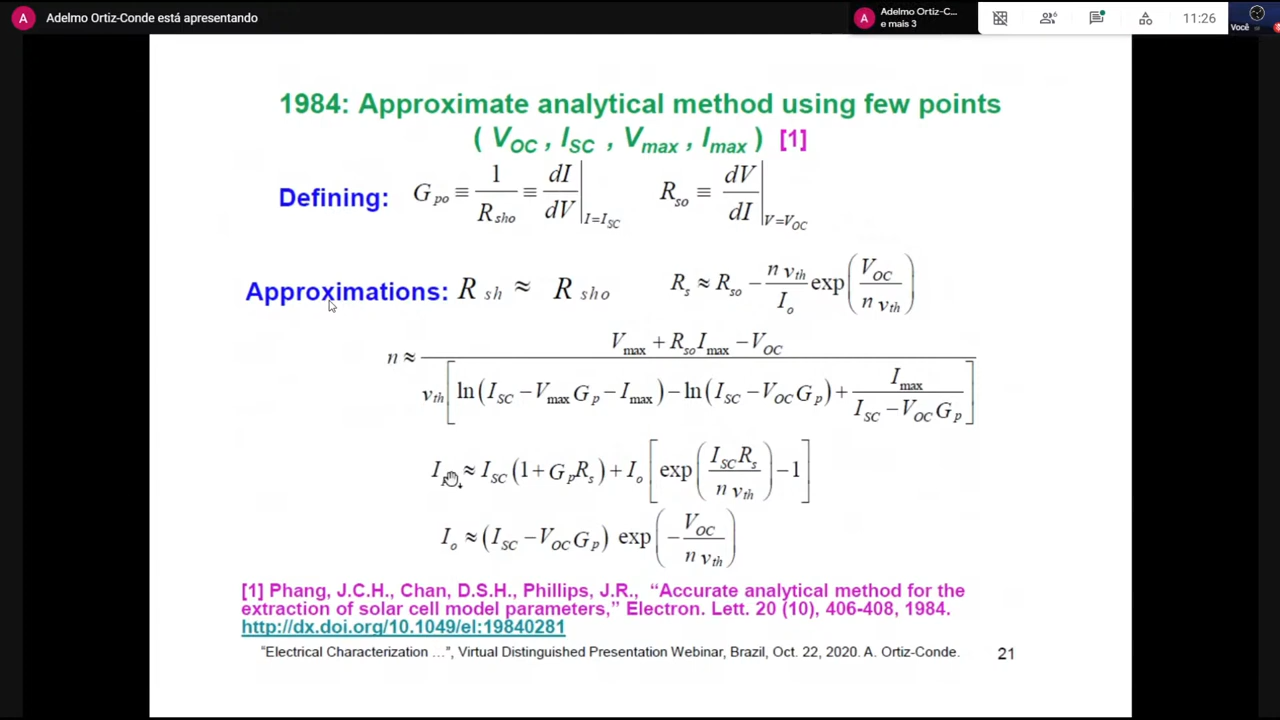 Adelmo Ortiz-Conde está apresentando
Adelmo Ortiz-C...
e mais 3
6
11:26
Você
1984: Approximate analytical method using few points
( V_OC , I_SC , V_max , I_max ) [1]
Defining: G_po ≡ 1/R_sho ≡ dI/dV |_I=I_SC R_so ≡ dV/dI |_V=V_OC
Approximations: R_sh ≈ R_sho R_s ≈ R_so − (n v_th / I_o) exp(V_OC / (n v_th))
n ≈ (V_max + R_so I_max − V_OC) / (v_th [ln(I_SC − V_max G_p − I_max) − ln(I_SC − V_OC G_p) + I_max / (I_SC − V_OC G_p)])
I ≈ I_SC (1 + G_p R_s) + I_o [exp(I_SC R_s / (n v_th)) − 1]
I_o ≈ (I_SC − V_OC G_p) exp(− V_OC / (n v_th))
[1] Phang, J.C.H., Chan, D.S.H., Phillips, J.R., “Accurate analytical method for the
extraction of solar cell model parameters,” Electron. Lett. 20 (10), 406-408, 1984.
http://dx.doi.org/10.1049/el:19840281
“Electrical Characterization ...”, Virtual Distinguished Presentation Webinar, Brazil, Oct. 22, 2020. A. Ortiz-Conde.
21